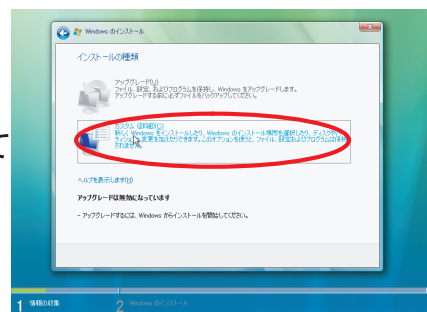 Windows のインストール
インストールの種類
アップグレード(U)
ファイル、設定、およびプログラムを保持し、Windows をアップグレードします。
アップグレードする前に必ずファイルをバックアップしてください。
カスタム (詳細)(C)
新しく Windows をインストールしたり、Windows のインストール場所を選択したり、ディスクや
ティションに変更を加えたりできます。このオプションを使うと、ファイル、設定およびプログラムは保持
されません。
て
ヘルプを表示します(H)
アップグレードは無効になっています
- アップグレードするには、Windows からインストールを開始してください。
1 情報の収集
2 Windows のインストール